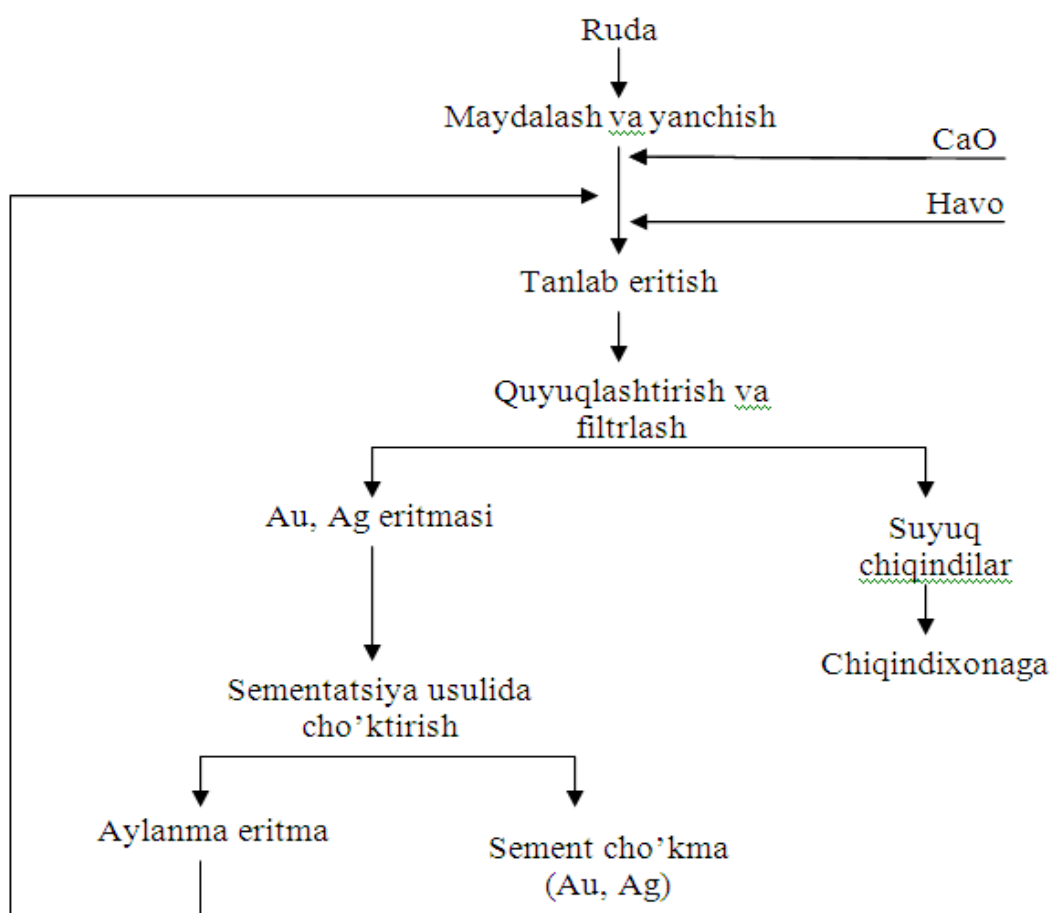 Ruda
Maydalash va yanchish
CaO
Havo
Tanlab eritish
Quyuqlashtirish va
filtrlash
Au, Ag eritmasi
Suyuq
chiqindilar
Chiqindixonaga
Sementatsiya usulida
cho’ktirish
Aylanma eritma
Sement cho’kma
(Au, Ag)